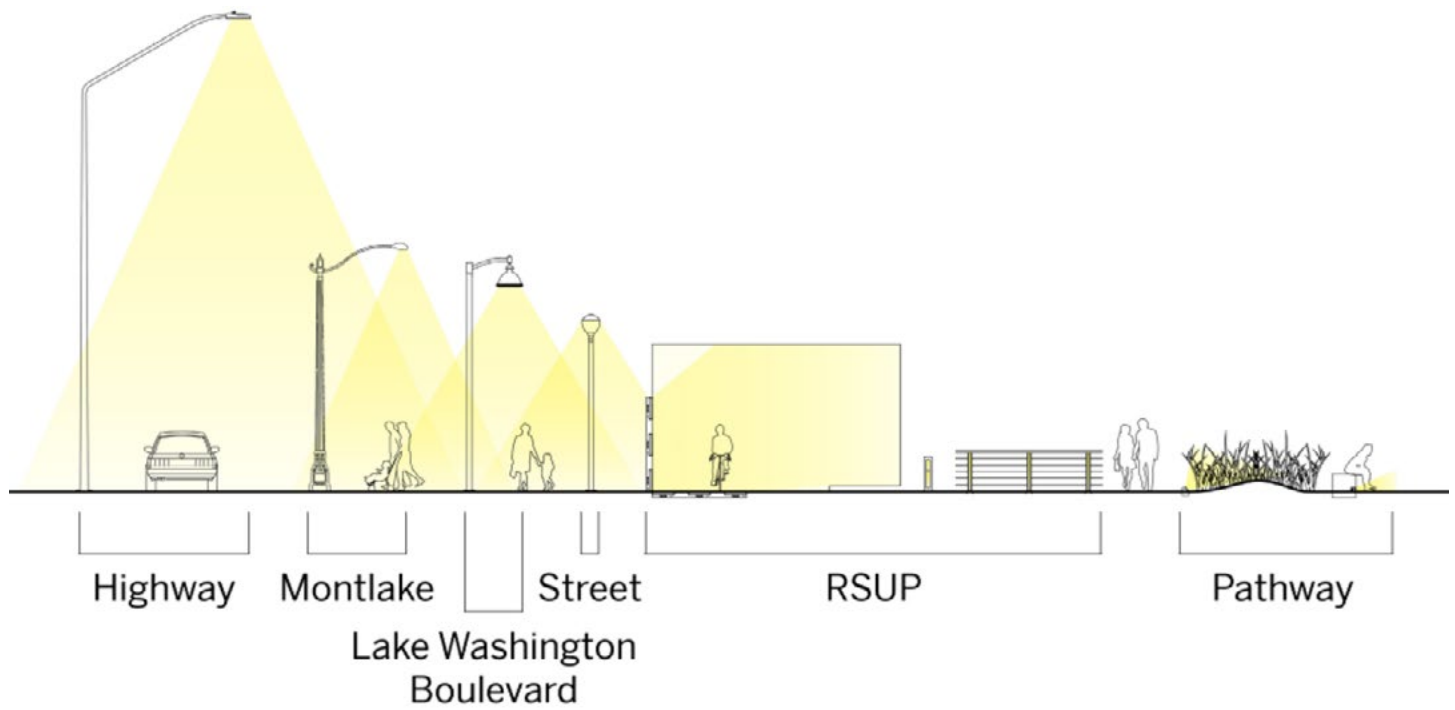 Highway
Montlake
Lake Washington
Boulevard
Street
RSUP
Pathway